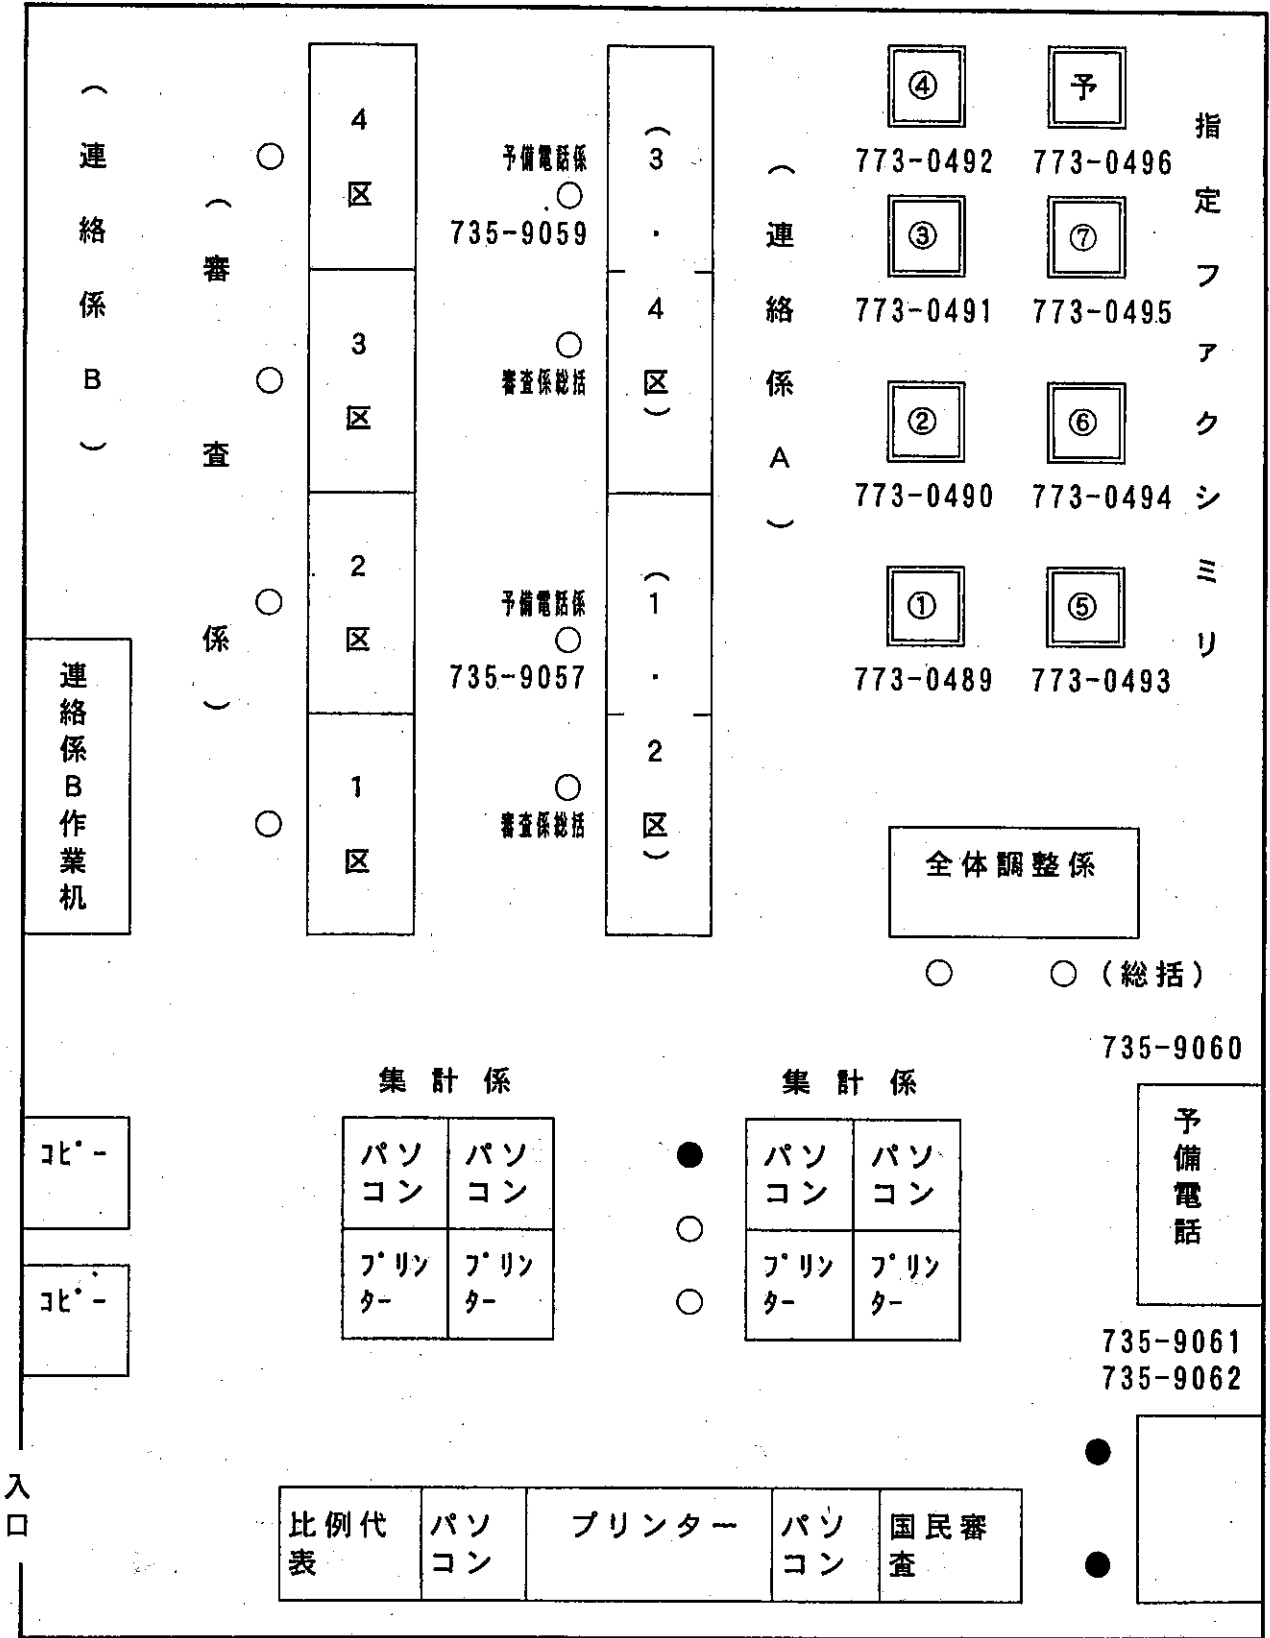 (連絡係B)
(審査係)
4区
3区
2区
1区
予備電話係
735-9059
審査係総括
予備電話係
735-9057
審査係総括
(3・4区)
(1・2区)
(連絡係A)
④
予
773-0492
773-0496
③
⑦
773-0491
773-0495
②
⑥
773-0490
773-0494
①
⑤
773-0489
773-0493
指定ファクシミリ
連絡係B作業机
全体調整係
(総括)
735-9060
集計係
集計係
コピー
パソ
コン
パソ
コン
パソ
コン
パソ
コン
予備電話
コピー
プリン
ター
プリン
ター
プリン
ター
プリン
ター
735-9061
735-9062
入口
比例代
表
パソ
コン
プリンター
パソ
コン
国民審
査